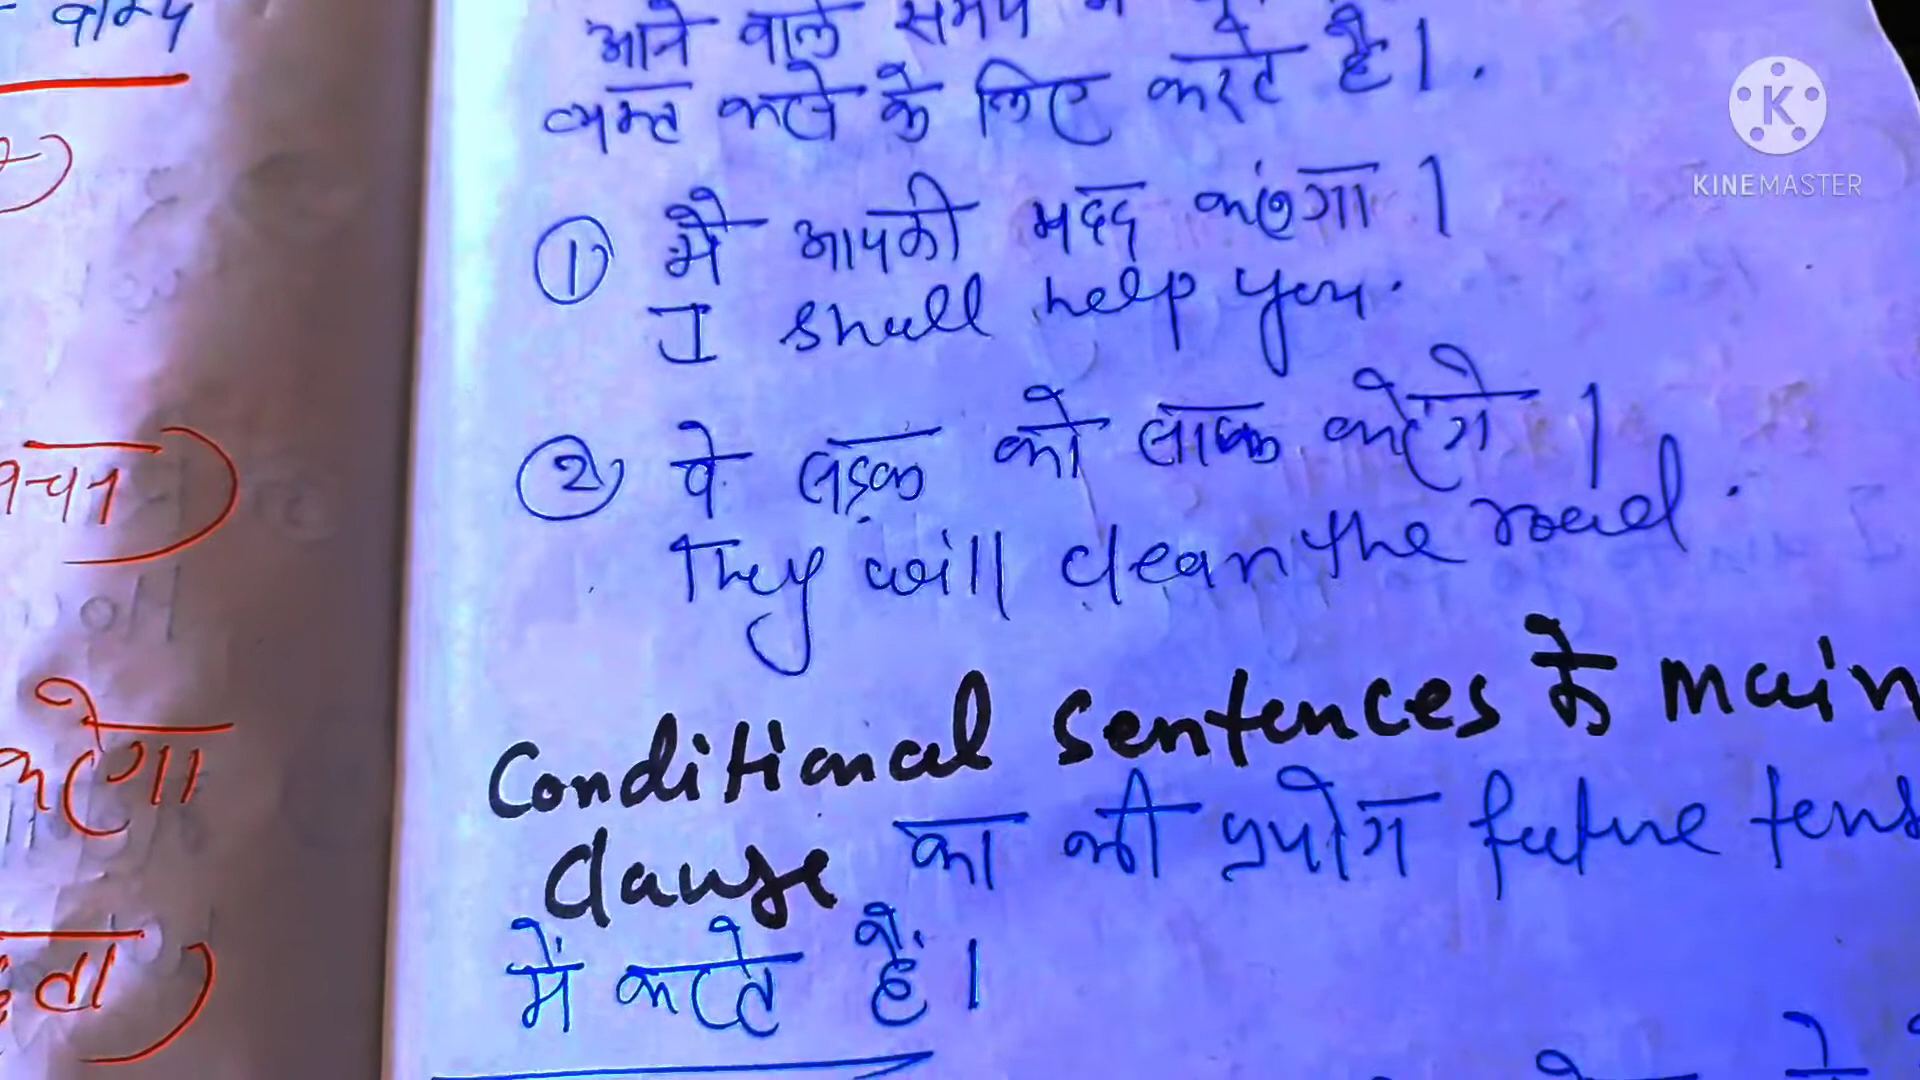 वाक्य
आने वाले समय में
व्यक्त करने के लिए करते है।
① मै आपकी मदद करूंगा।
I shall help you.
② वे सड़क को साफ करेंगे।
They will clean the road.
Conditional sentences के main
clause का भी प्रयोग future tens
में करते हैं।
KINEMASTER